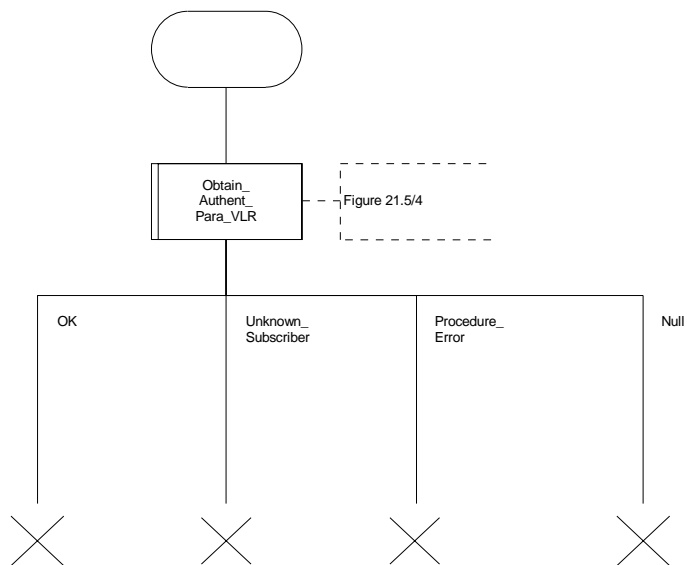 Obtain_
Authent_
Para_VLR
Figure 21.5/4
OK
Unknown_
Subscriber
Procedure_
Error
Null